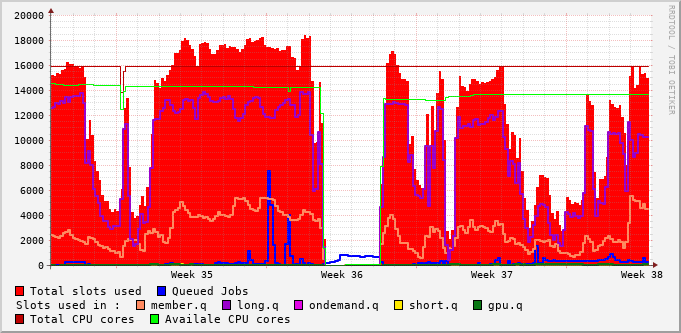 RRDTOOL / TOBI OETIKER
20000
18000
16000
14000
12000
10000
8000
6000
4000
2000
0
Week 35 Week 36 Week 37 Week 38
Total slots used Queued Jobs
Slots used in : member.q long.q ondemand.q short.q gpu.q
Total CPU cores Availale CPU cores